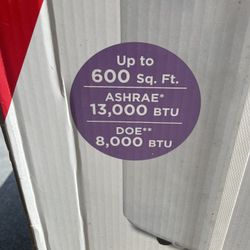 Up to
600 Sq. Ft.
ASHRAE*
13,000 BTU
DOE**
8,000 BTU